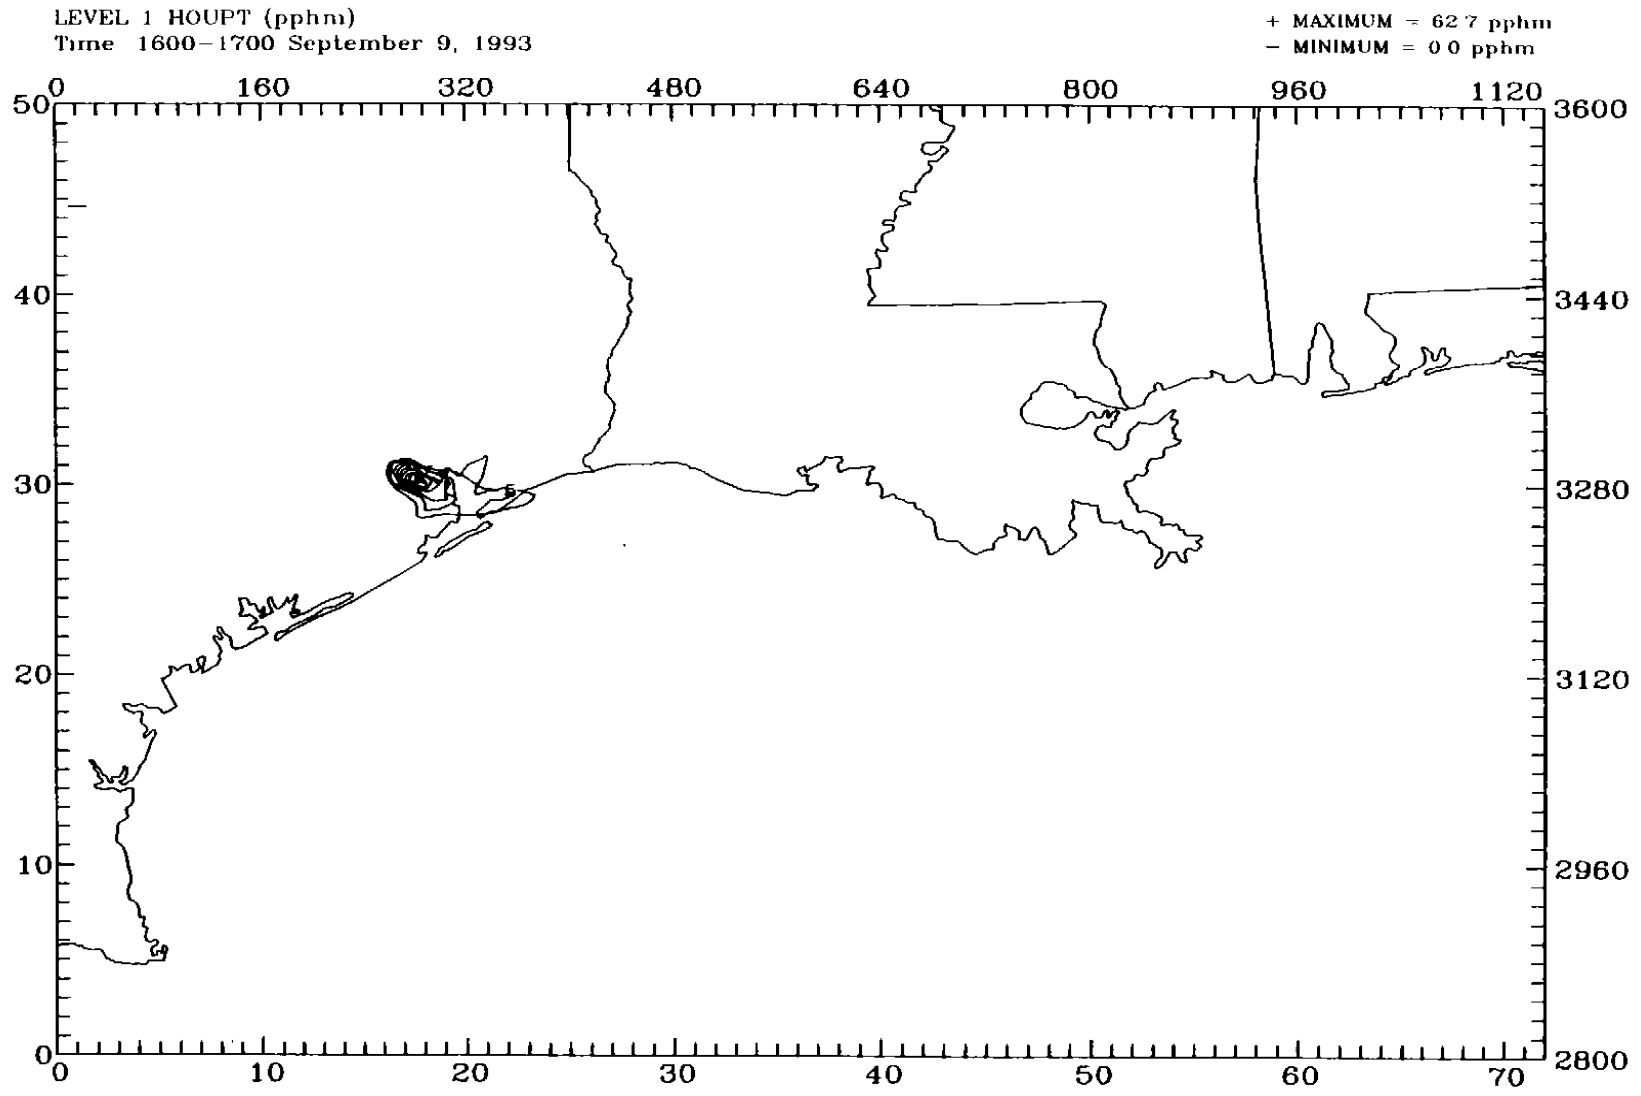 LEVEL 1 HOUPT (pphm)
Time 1600-1700 September 9, 1993
+ MAXIMUM = 62 7 pphm
- MINIMUM = 0 0 pphm
0 160 320 480 640 800 960 1120
50 3600
40 3440
30 3280
5
20 3120
10 2960
0 2800
0 10 20 30 40 50 60 70